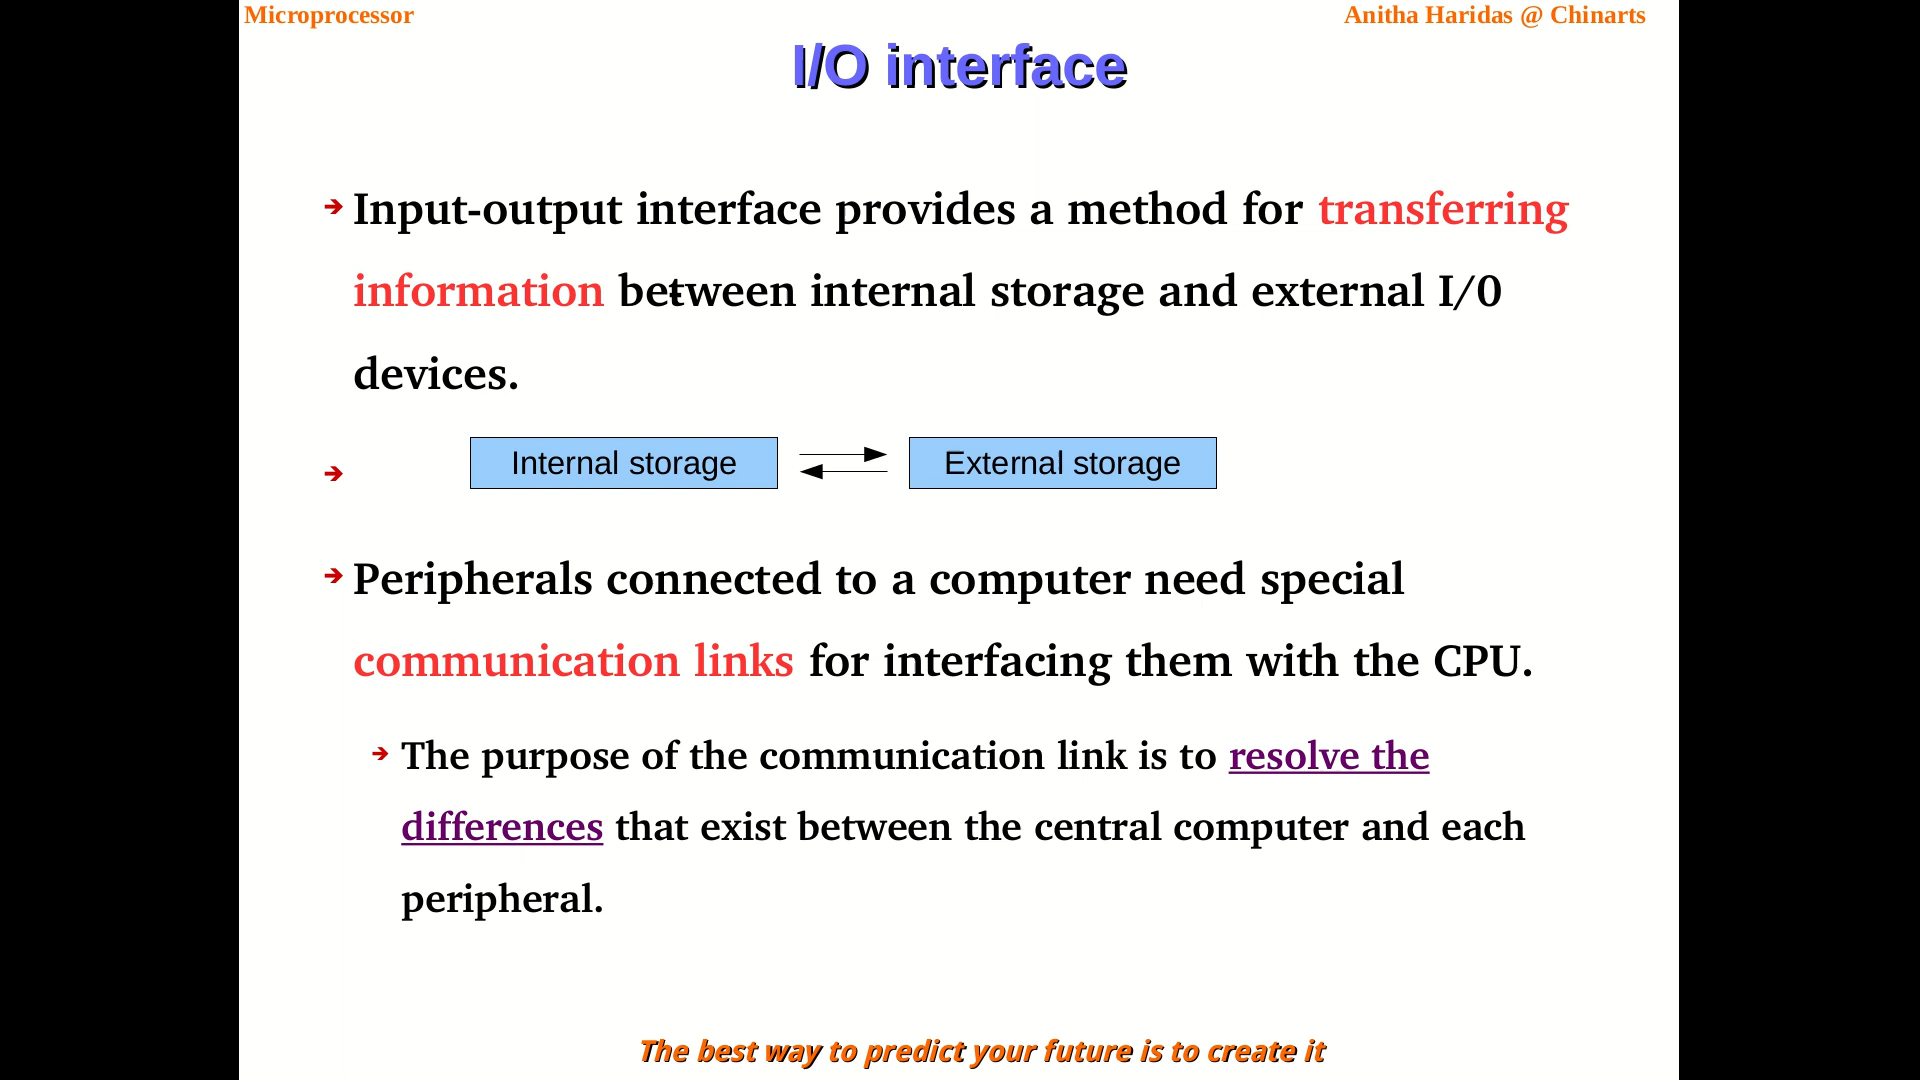 Microprocessor
Anitha Haridas @ Chinarts
I/O interface
Input-output interface provides a method for transferring
information between internal storage and external I/0
devices.
Internal storage
External storage
Peripherals connected to a computer need special
communication links for interfacing them with the CPU.
The purpose of the communication link is to resolve the
differences that exist between the central computer and each
peripheral.
The best way to predict your future is to create it